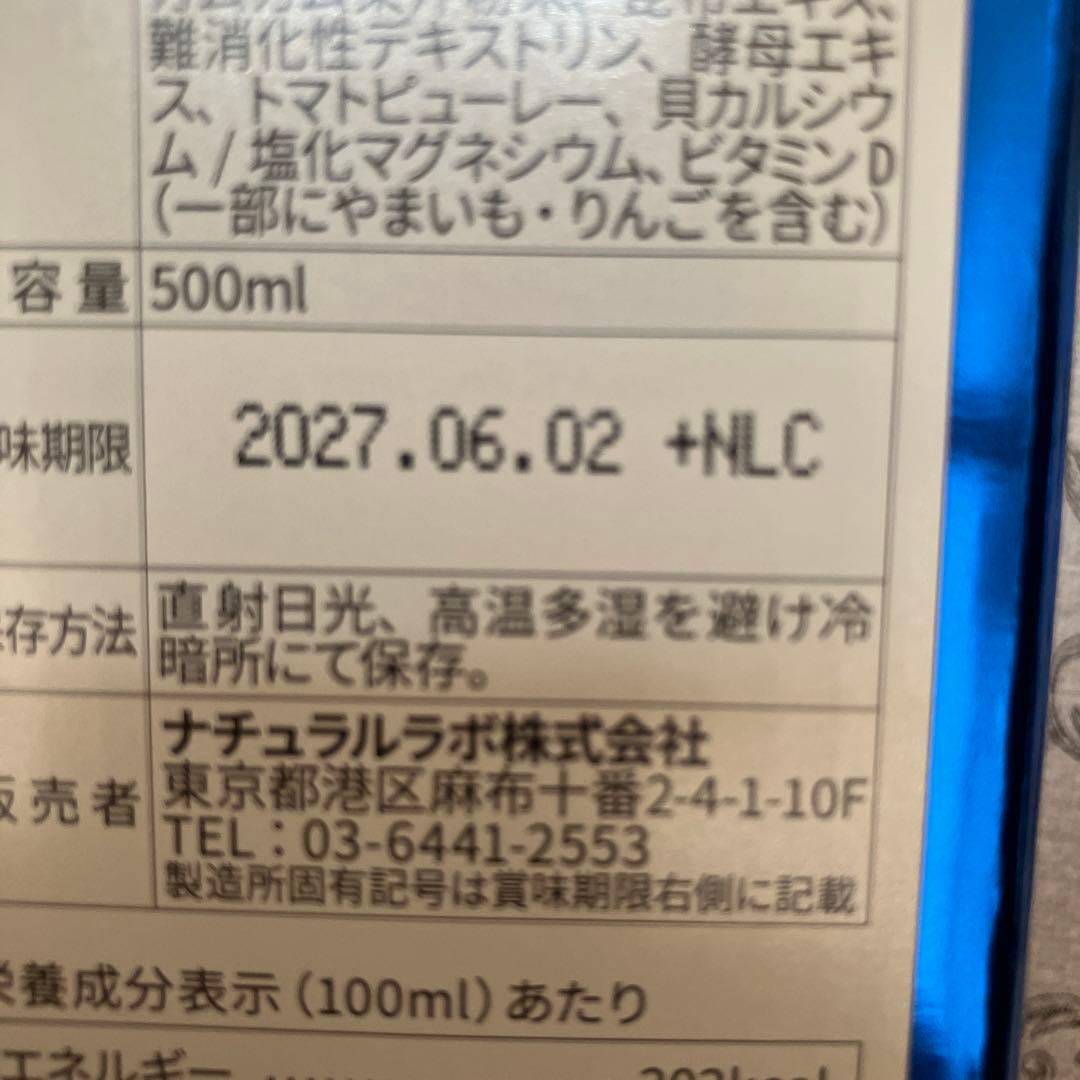 難消化性デキストリン、酵母エキ
ス、トマトピューレー、貝カルシウ
ム/塩化マグネシウム、ビタミンD
(一部にやまいも・りんごを含む)
容量 500ml
味期限 2027.06.02 +NLC
存方法 直射日光、高温多湿を避け冷
暗所にて保存。
ナチュラルラボ株式会社
売者 東京都港区麻布十番2-4-1-10F
TEL:03-6441-2553
製造所固有記号は賞味期限右側に記載
養成分表示(100ml)あたり
エネルギー